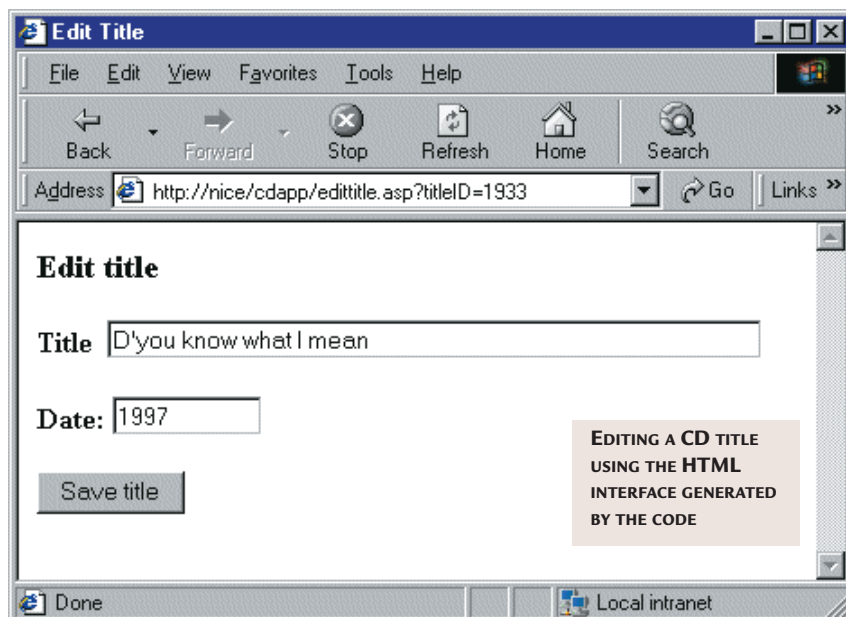 Edit Title
File Edit View Favorites Tools Help
Back Forward Stop Refresh Home Search »
Address http://nice/cdapp/edittitle.asp?titleID=1933 Go Links »
Edit title
Title D'you know what I mean
Date: 1997
Save title
EDITING A CD TITLE
USING THE HTML
INTERFACE GENERATED
BY THE CODE
Done Local intranet